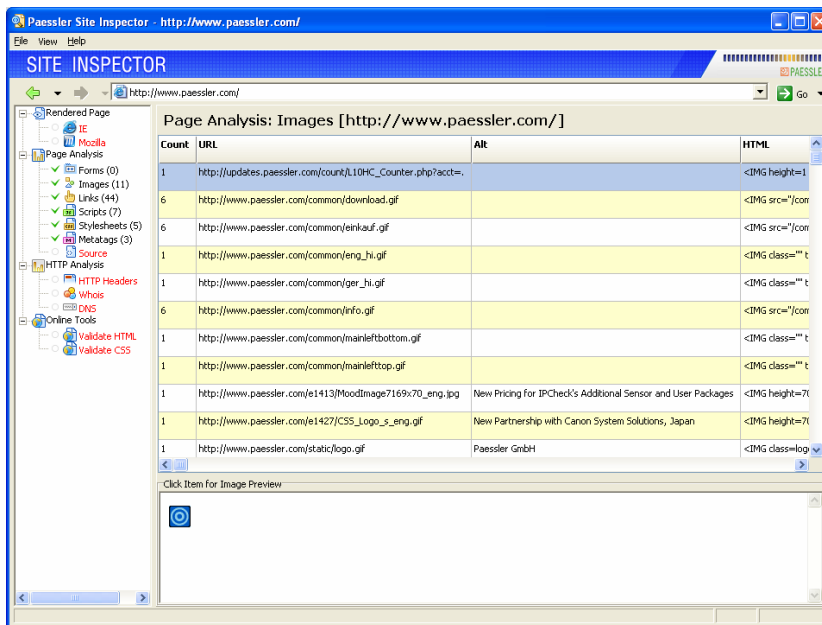 Paessler Site Inspector - http://www.paessler.com/
File View Help
SITE INSPECTOR
PAESSLE
http://www.paessler.com/ Go
Rendered Page
IE
Mozilla
Page Analysis
Forms (0)
Images (11)
Links (44)
Scripts (7)
Stylesheets (5)
Metatags (3)
Source
HTTP Analysis
HTTP Headers
Whois
DNS
Online Tools
Validate HTML
Validate CSS
Page Analysis: Images [http://www.paessler.com/]
Count URL Alt HTML
1 http://updates.paessler.com/count/L10HC_Counter.php?acct=. <IMG height=1
6 http://www.paessler.com/common/download.gif <IMG src="/com
6 http://www.paessler.com/common/einkauf.gif <IMG src="/com
1 http://www.paessler.com/common/eng_hi.gif <IMG class="" t
1 http://www.paessler.com/common/ger_hi.gif <IMG class="" t
6 http://www.paessler.com/common/info.gif <IMG src="/com
1 http://www.paessler.com/common/mainleftbottom.gif <IMG class="" t
1 http://www.paessler.com/common/mainlefttop.gif <IMG class="" t
1 http://www.paessler.com/e1413/MoodImage7169x70_eng.jpg New Pricing for IPCheck's Additional Sensor and User Packages <IMG height=70
1 http://www.paessler.com/e1427/CSS_Logo_s_eng.gif New Partnership with Canon System Solutions, Japan <IMG height=70
1 http://www.paessler.com/static/logo.gif Paessler GmbH <IMG class=logo
Click Item for Image Preview